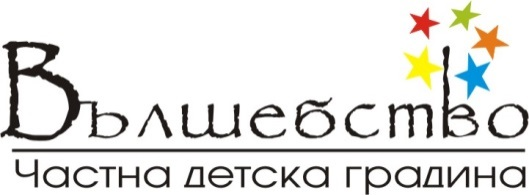 Вълшебство
Частна детска градина